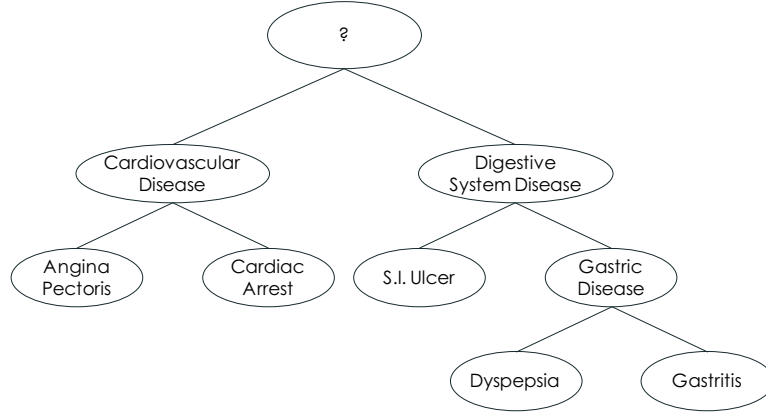 ?
Cardiovascular
Disease
Digestive
System Disease
Angina
Pectoris
Cardiac
Arrest
S.I. Ulcer
Gastric
Disease
Dyspepsia
Gastritis